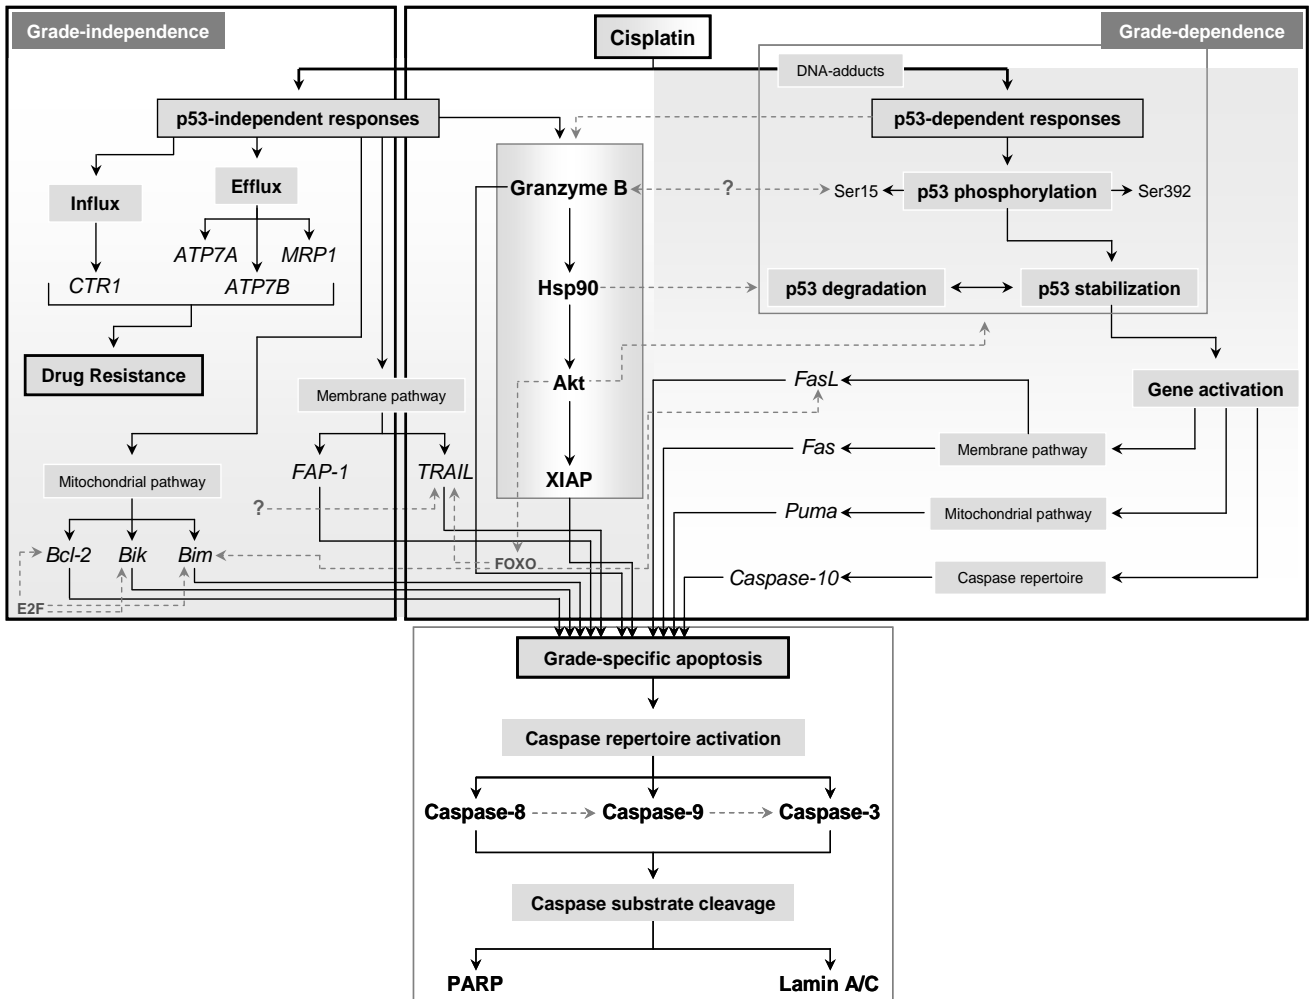 Grade-independence
Cisplatin
Grade-dependence
DNA-adducts
p53-independent responses
p53-dependent responses
Influx
Efflux
Granzyme B
?
Ser15
p53 phosphorylation
Ser392
ATP7A
MRP1
CTR1
ATP7B
Hsp90
p53 degradation
p53 stabilization
Drug Resistance
Membrane pathway
Akt
FasL
Gene activation
Mitochondrial pathway
FAP-1
TRAIL
XIAP
Fas
Membrane pathway
?
Puma
Mitochondrial pathway
Bcl-2
Bik
Bim
FOXO
Caspase-10
Caspase repertoire
E2F
Grade-specific apoptosis
Caspase repertoire activation
Caspase-8
Caspase-9
Caspase-3
Caspase substrate cleavage
PARP
Lamin A/C